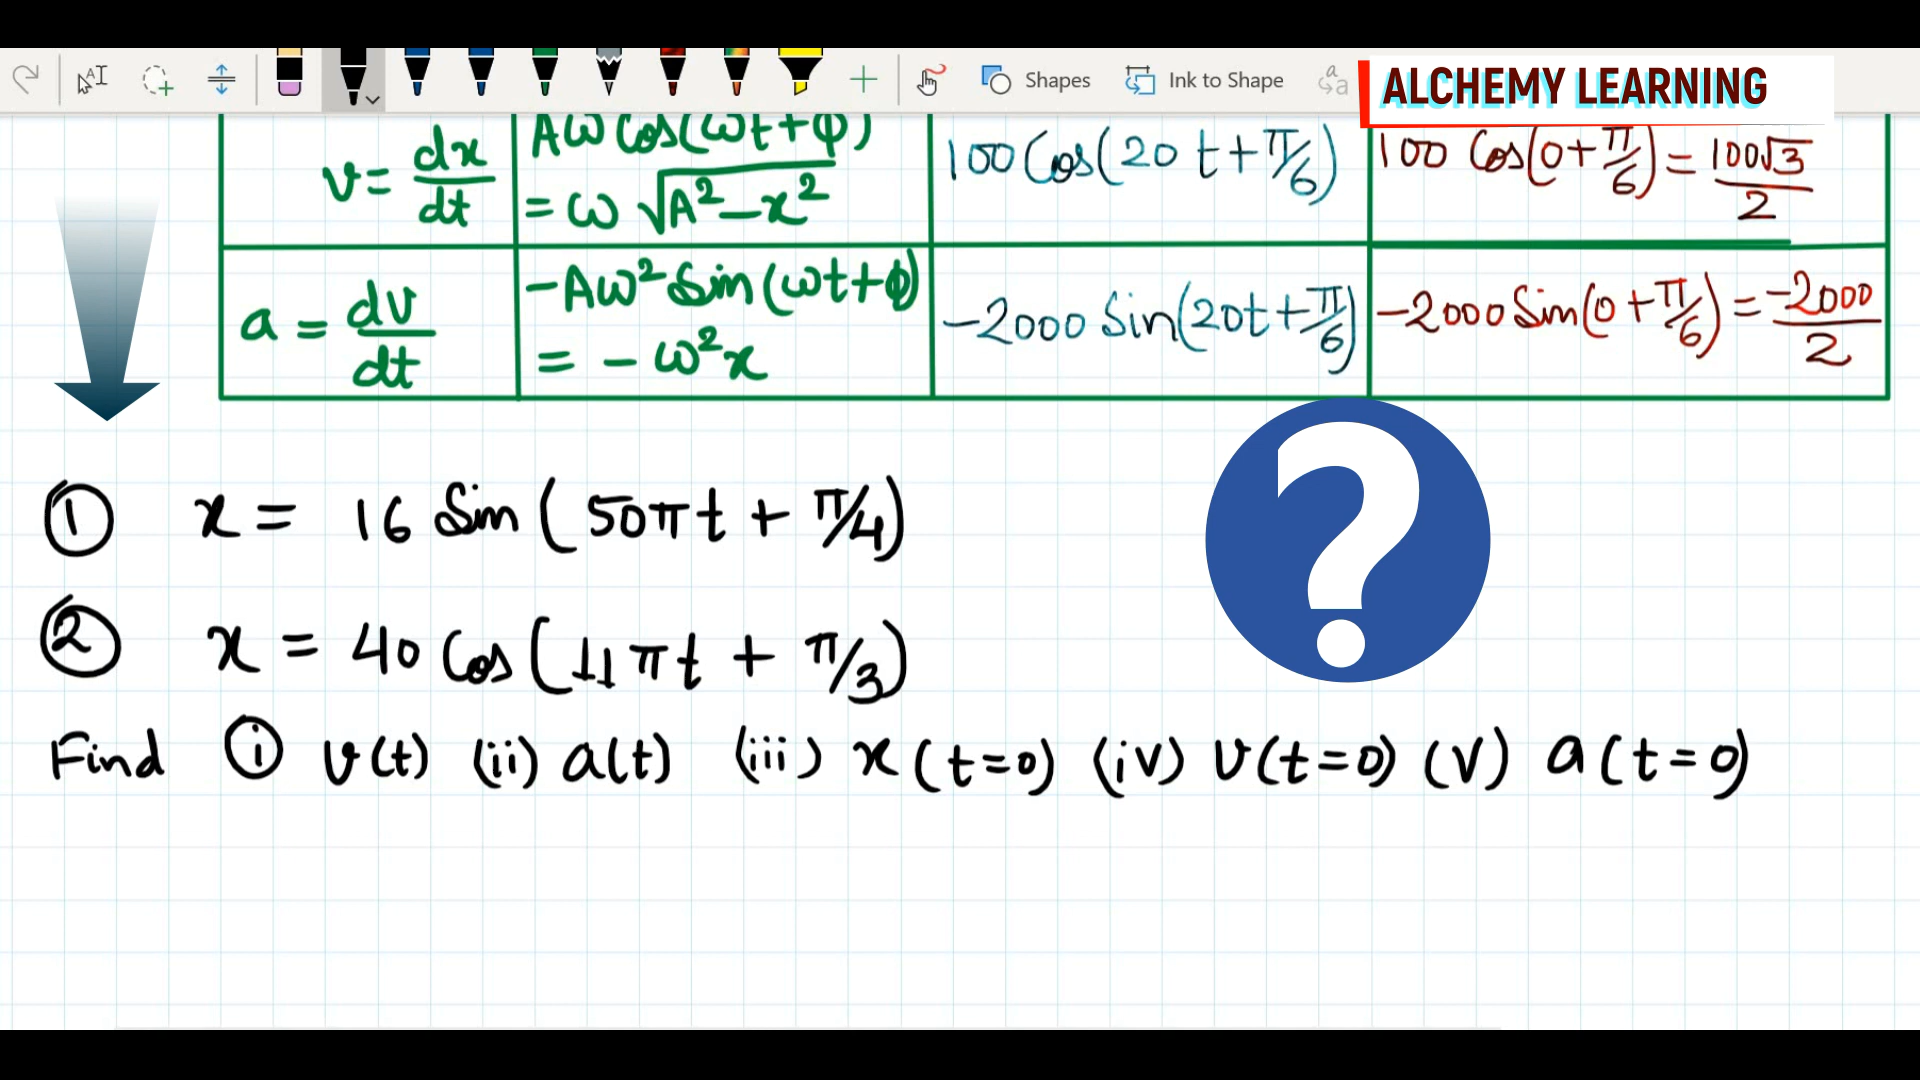 Shapes
Ink to Shape
ALCHEMY LEARNING
v = dx/dt
Aω Cos(ωt+φ)
= ω √A²-x²
100 Cos(20 t + π/6)
100 Cos(0+π/6) = 100√3/2
a = dv/dt
-Aω² Sin(ωt+φ)
= - ω²x
-2000 Sin(20t+π/6)
-2000 Sin(0+π/6) = -2000/2
① x = 16 Sin (50πt + π/4)
② x = 40 Cos (11πt + π/3)
Find ⓘ v(t) (ii) a(t) (iii) x (t=0) (iv) v(t=0) (v) a(t=0)